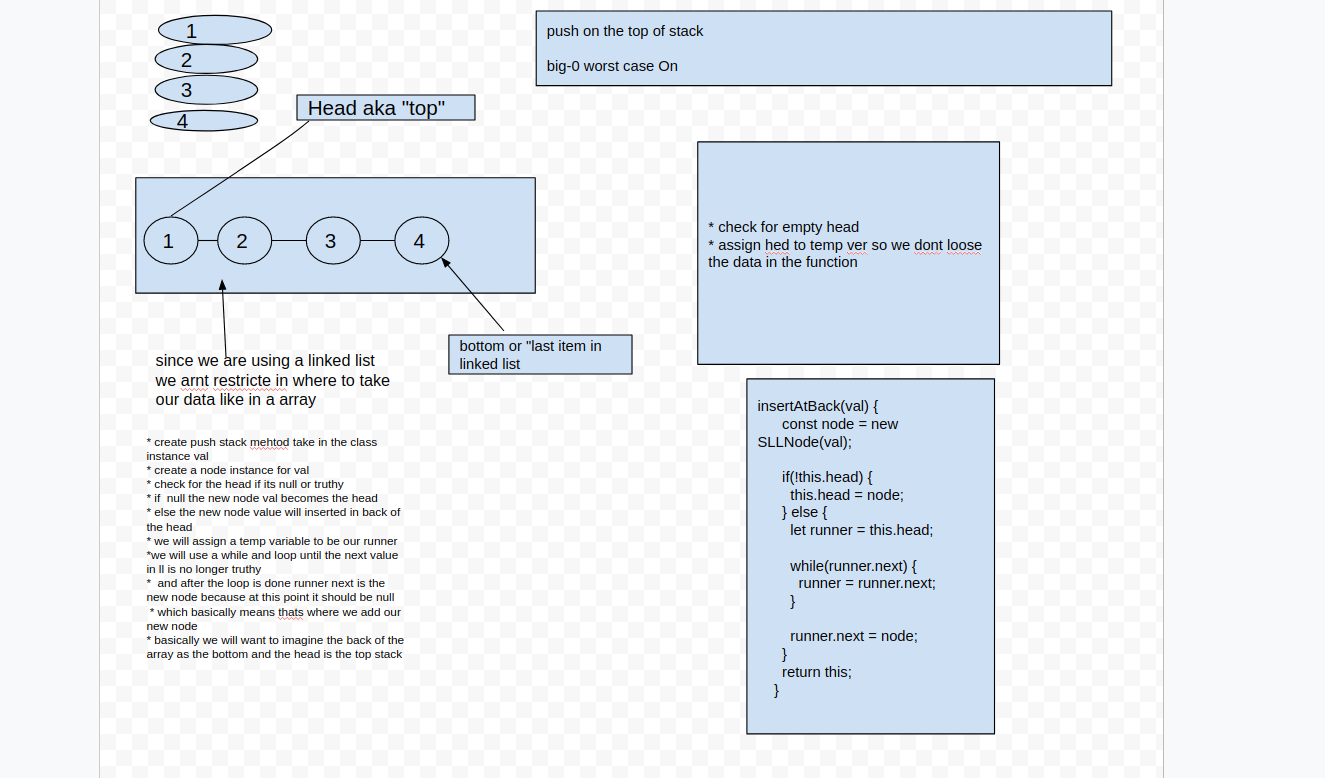 1
2
3
4
Head aka "top"
1
2
3
4
bottom or "last item in
linked list
since we are using a linked list
we arnt restricte in where to take
our data like in a array
* create push stack mehtod take in the class
instance val
* create a node instance for val
* check for the head if its null or truthy
* if  null the new node val becomes the head
* else the new node value will inserted in back of
the head
* we will assign a temp variable to be our runner
*we will use a while and loop until the next value
in ll is no longer truthy
*  and after the loop is done runner next is the
new node because at this point it should be null
* which basically means thats where we add our
new node
* basically we will want to imagine the back of the
array as the bottom and the head is the top stack
push on the top of stack
big-0 worst case On
* check for empty head
* assign hed to temp ver so we dont loose
the data in the function
insertAtBack(val) {
const node = new
SLLNode(val);
if(!this.head) {
this.head = node;
} else {
let runner = this.head;
while(runner.next) {
runner = runner.next;
}
runner.next = node;
}
return this;
}